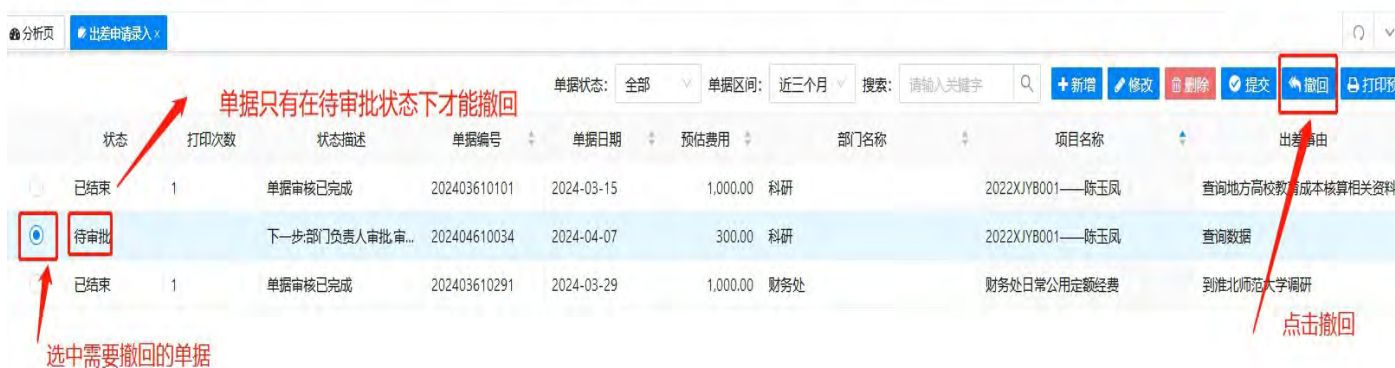 分析页 出差申请录入 ×
单据状态: 全部 单据区间: 近三个月 搜索: 请输入关键字 +新增 修改 删除 提交 撤回 打印预
单据只有在待审批状态下才能撤回
状态 打印次数 状态描述 单据编号 单据日期 预估费用 部门名称 项目名称 出差事由
已结束 1 单据审核已完成 202403610101 2024-03-15 1,000.00 科研 2022XJYB001——陈玉凤 查询地方高校教育成本核算相关资料
待审批 下一步:部门负责人审批,审... 202404610034 2024-04-07 300.00 科研 2022XJYB001——陈玉凤 查询数据
已结束 1 单据审核已完成 202403610291 2024-03-29 1,000.00 财务处 财务处日常公用定额经费 到淮北师范大学调研
点击撤回
选中需要撤回的单据